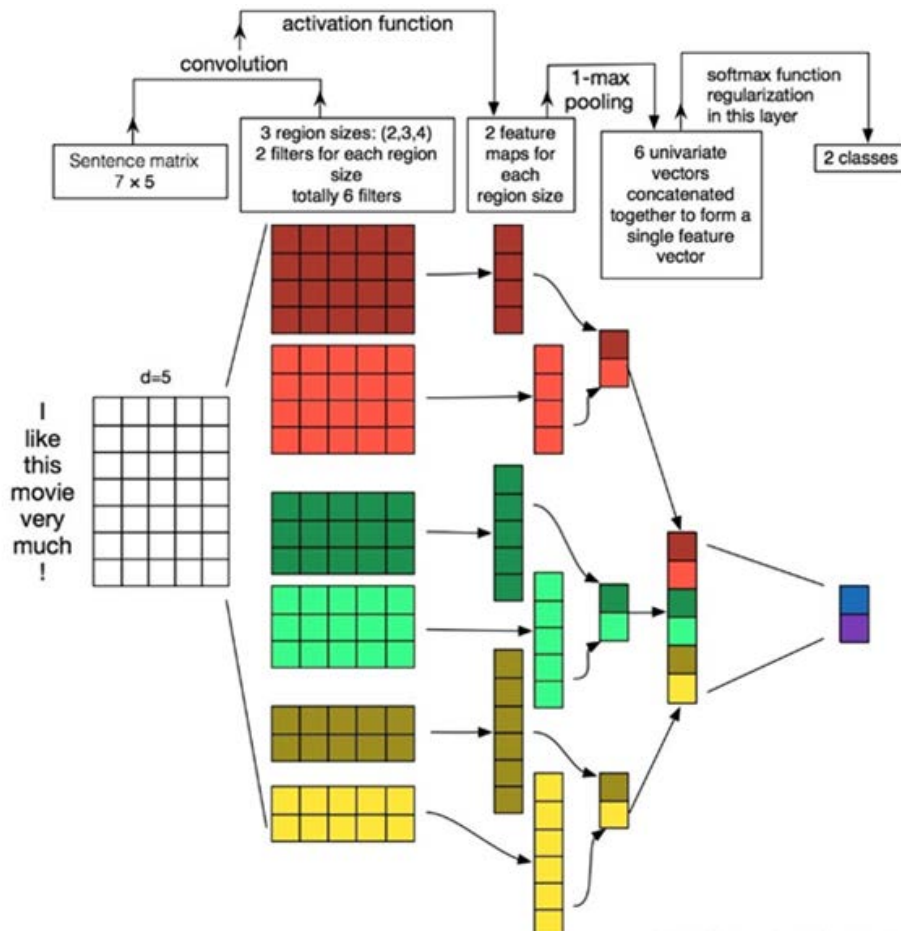 activation function
convolution
1-max
pooling
softmax function
regularization
in this layer
Sentence matrix
7 × 5
3 region sizes: (2,3,4)
2 filters for each region
size
totally 6 filters
2 feature
maps for
each
region size
6 univariate
vectors
concatenated
together to form a
single feature
vector
2 classes
d=5
I
like
this
movie
very
much
!